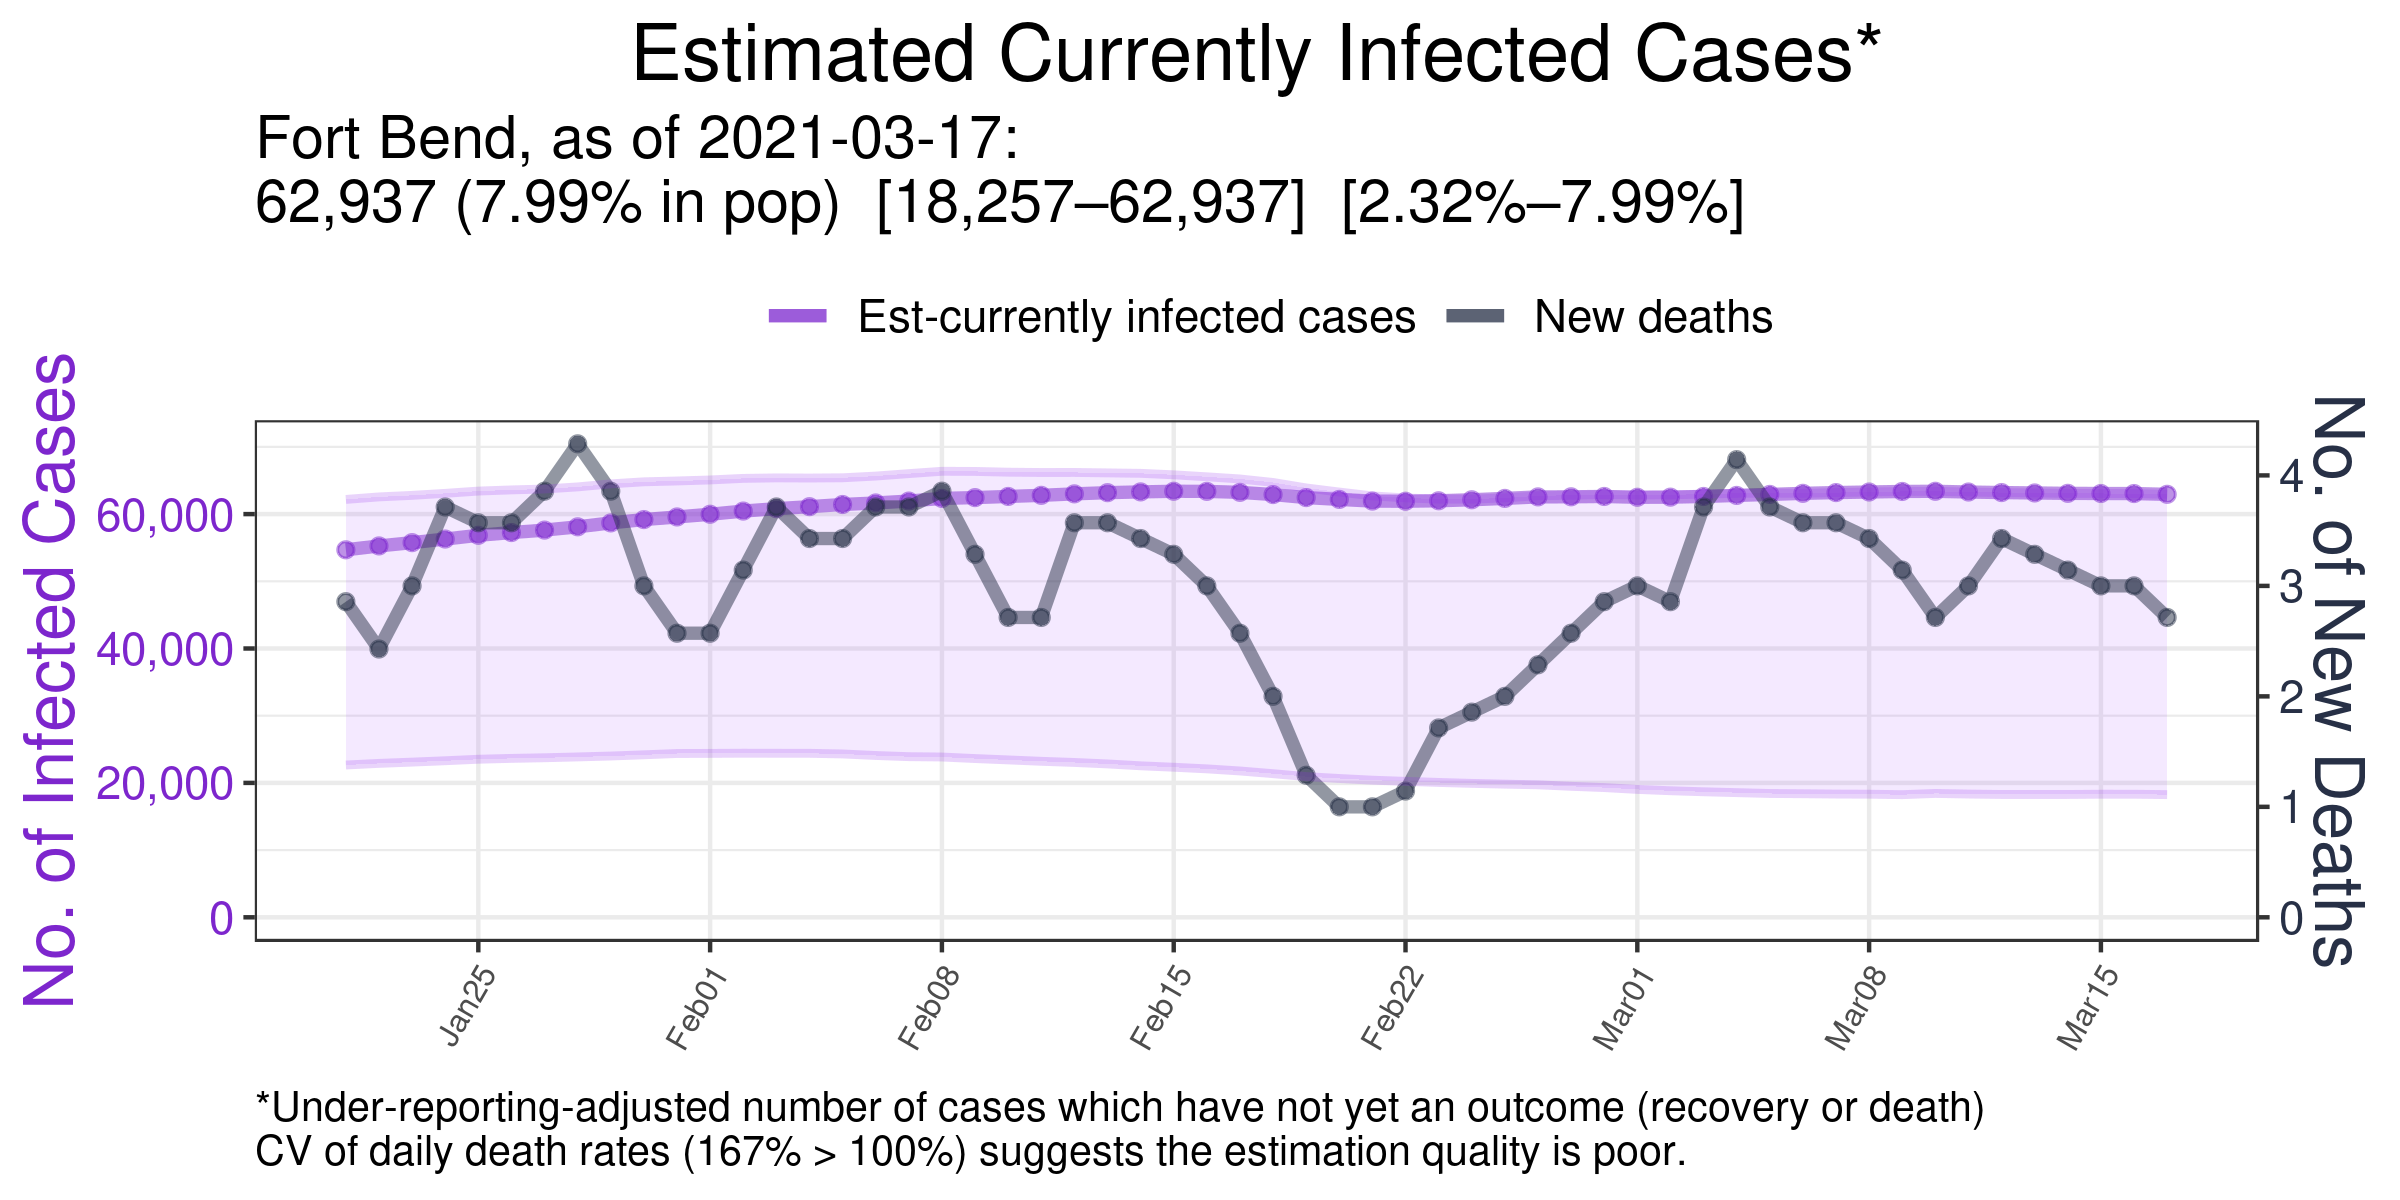 Estimated Currently Infected Cases*
Fort Bend, as of 2021-03-17:
62,937 (7.99% in pop)  [18,257–62,937]  [2.32%–7.99%]
Est-currently infected cases
New deaths
No. of Infected Cases
60,000
40,000
20,000
0
No. of New Deaths
4
3
2
1
0
Jan25
Feb01
Feb08
Feb15
Feb22
Mar01
Mar08
Mar15
*Under-reporting-adjusted number of cases which have not yet an outcome (recovery or death)
CV of daily death rates (167% > 100%) suggests the estimation quality is poor.